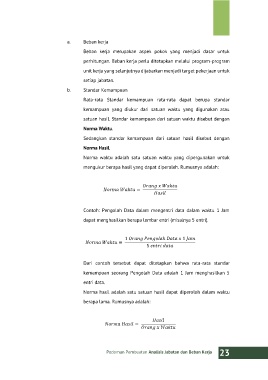 a. Beban kerja
Beban kerja merupakan aspek pokok yang menjadi dasar untuk
perhitungan. Beban kerja perlu ditetapkan melalui program-program
unit kerja yang selanjutnya dijabarkan menjadi target pekerjaan untuk
setiap jabatan.
b. Standar Kemampuan
Rata-rata Standar kemampuan rata-rata dapat berupa standar
kemampuan yang diukur dari satuan waktu yang digunakan atau
satuan hasil. Standar kemampuan dari satuan waktu disebut dengan
Norma Waktu.
Sedangkan standar kemampuan dari satuan hasil disebut dengan
Norma Hasil.
Norma waktu adalah satu satuan waktu yang dipergunakan untuk
mengukur berapa hasil yang dapat diperoleh. Rumusnya adalah:
Norma Waktu = Orang x Waktu / Hasil
Contoh: Pengolah Data dalam mengentri data dalam waktu 1 Jam
dapat menghasilkan berapa lembar entri (misalnya 5 entri).
Norma Waktu = 1 Orang Pengolah Data x 1 Jam / 5 entri data
Dari contoh tersebut dapat ditetapkan bahwa rata-rata standar
kemampuan seorang Pengolah Data adalah 1 Jam menghasilkan 5
entri data.
Norma hasil adalah satu satuan hasil dapat diperoleh dalam waktu
berapa lama. Rumusnya adalah:
Norma Hasil = Hasil / Orang x Waktu
Pedoman Pembuatan Analisis Jabatan dan Beban Kerja 23